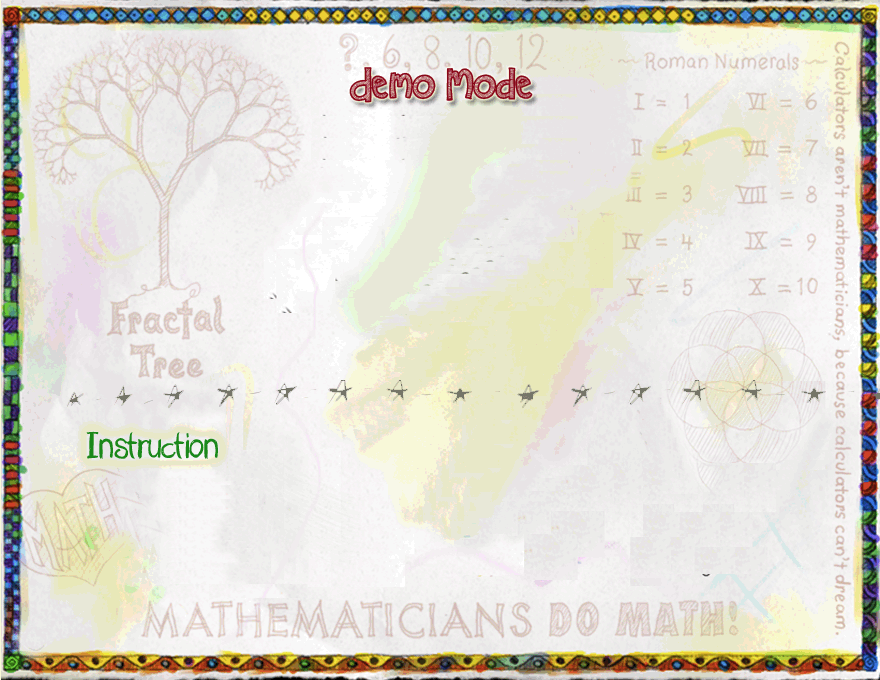 ?, 6, 8, 10, 12
demo Mode
~ Roman Numerals ~
I = 1 VI = 6
II = 2 VII = 7
III = 3 VIII = 8
IV = 4 IX = 9
V = 5 X = 10
Fractal
Tree
Calculators aren't mathematicians, because calculators can't dream.
Instruction
MATH
MATHEMATICIANS DO MATH!